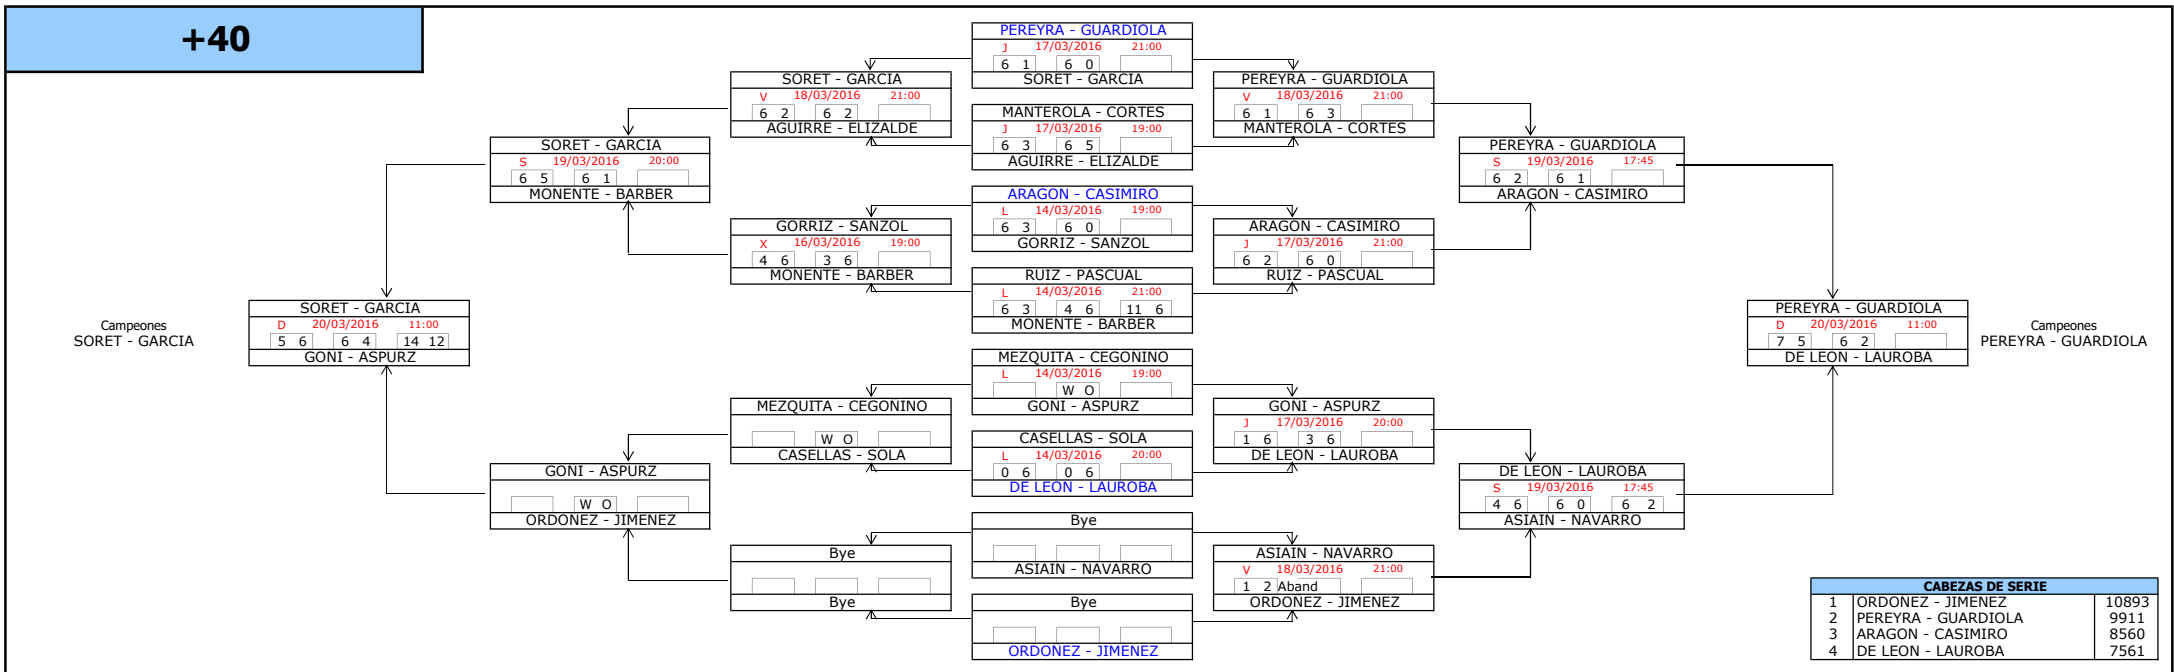 +40
PEREYRA - GUARDIOLA
J 17/03/2016 21:00
6 1 6 0
SORET - GARCIA
MANTEROLA - CORTES
J 17/03/2016 19:00
6 3 6 5
AGUIRRE - ELIZALDE
ARAGON - CASIMIRO
L 14/03/2016 19:00
6 3 6 0
GORRIZ - SANZOL
RUIZ - PASCUAL
L 14/03/2016 21:00
6 3 4 6 11 6
MONENTE - BARBER
MEZQUITA - CEGONINO
L 14/03/2016 19:00
W O
GONI - ASPURZ
CASELLAS - SOLA
L 14/03/2016 20:00
0 6 0 6
DE LEON - LAUROBA
Bye
ASIAIN - NAVARRO
Bye
ORDONEZ - JIMENEZ
SORET - GARCIA
V 18/03/2016 21:00
6 2 6 2
AGUIRRE - ELIZALDE
GORRIZ - SANZOL
X 16/03/2016 19:00
4 6 3 6
MONENTE - BARBER
MEZQUITA - CEGONINO
W O
CASELLAS - SOLA
Bye
Bye
SORET - GARCIA
S 19/03/2016 20:00
6 5 6 1
MONENTE - BARBER
GONI - ASPURZ
W O
ORDONEZ - JIMENEZ
SORET - GARCIA
D 20/03/2016 11:00
5 6 6 4 14 12
GONI - ASPURZ
Campeones
SORET - GARCIA
PEREYRA - GUARDIOLA
V 18/03/2016 21:00
6 1 6 3
MANTEROLA - CORTES
ARAGON - CASIMIRO
J 17/03/2016 21:00
6 2 6 0
RUIZ - PASCUAL
GONI - ASPURZ
J 17/03/2016 20:00
1 6 3 6
DE LEON - LAUROBA
ASIAIN - NAVARRO
V 18/03/2016 21:00
1 2 Aband
ORDONEZ - JIMENEZ
PEREYRA - GUARDIOLA
S 19/03/2016 17:45
6 2 6 1
ARAGON - CASIMIRO
DE LEON - LAUROBA
S 19/03/2016 17:45
4 6 6 0 6 2
ASIAIN - NAVARRO
PEREYRA - GUARDIOLA
D 20/03/2016 11:00
7 5 6 2
DE LEON - LAUROBA
Campeones
PEREYRA - GUARDIOLA
CABEZAS DE SERIE
1 ORDONEZ - JIMENEZ 10893
2 PEREYRA - GUARDIOLA 9911
3 ARAGON - CASIMIRO 8560
4 DE LEON - LAUROBA 7561